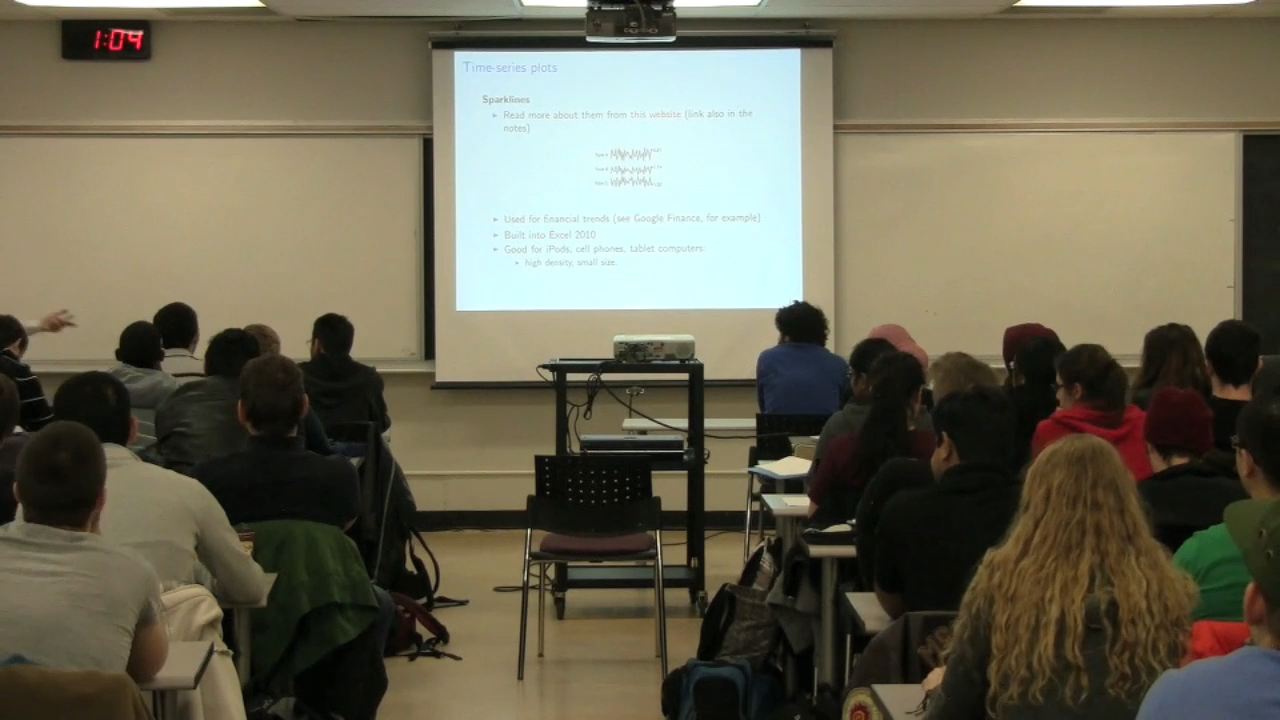 1:04
Time-series plots
Sparklines
► Read more about them from this website (link also in the
notes)
► Used for financial trends (see Google Finance, for example)
► Built into Excel 2010
► Good for iPods, cell phones, tablet computers:
► high density, small size.